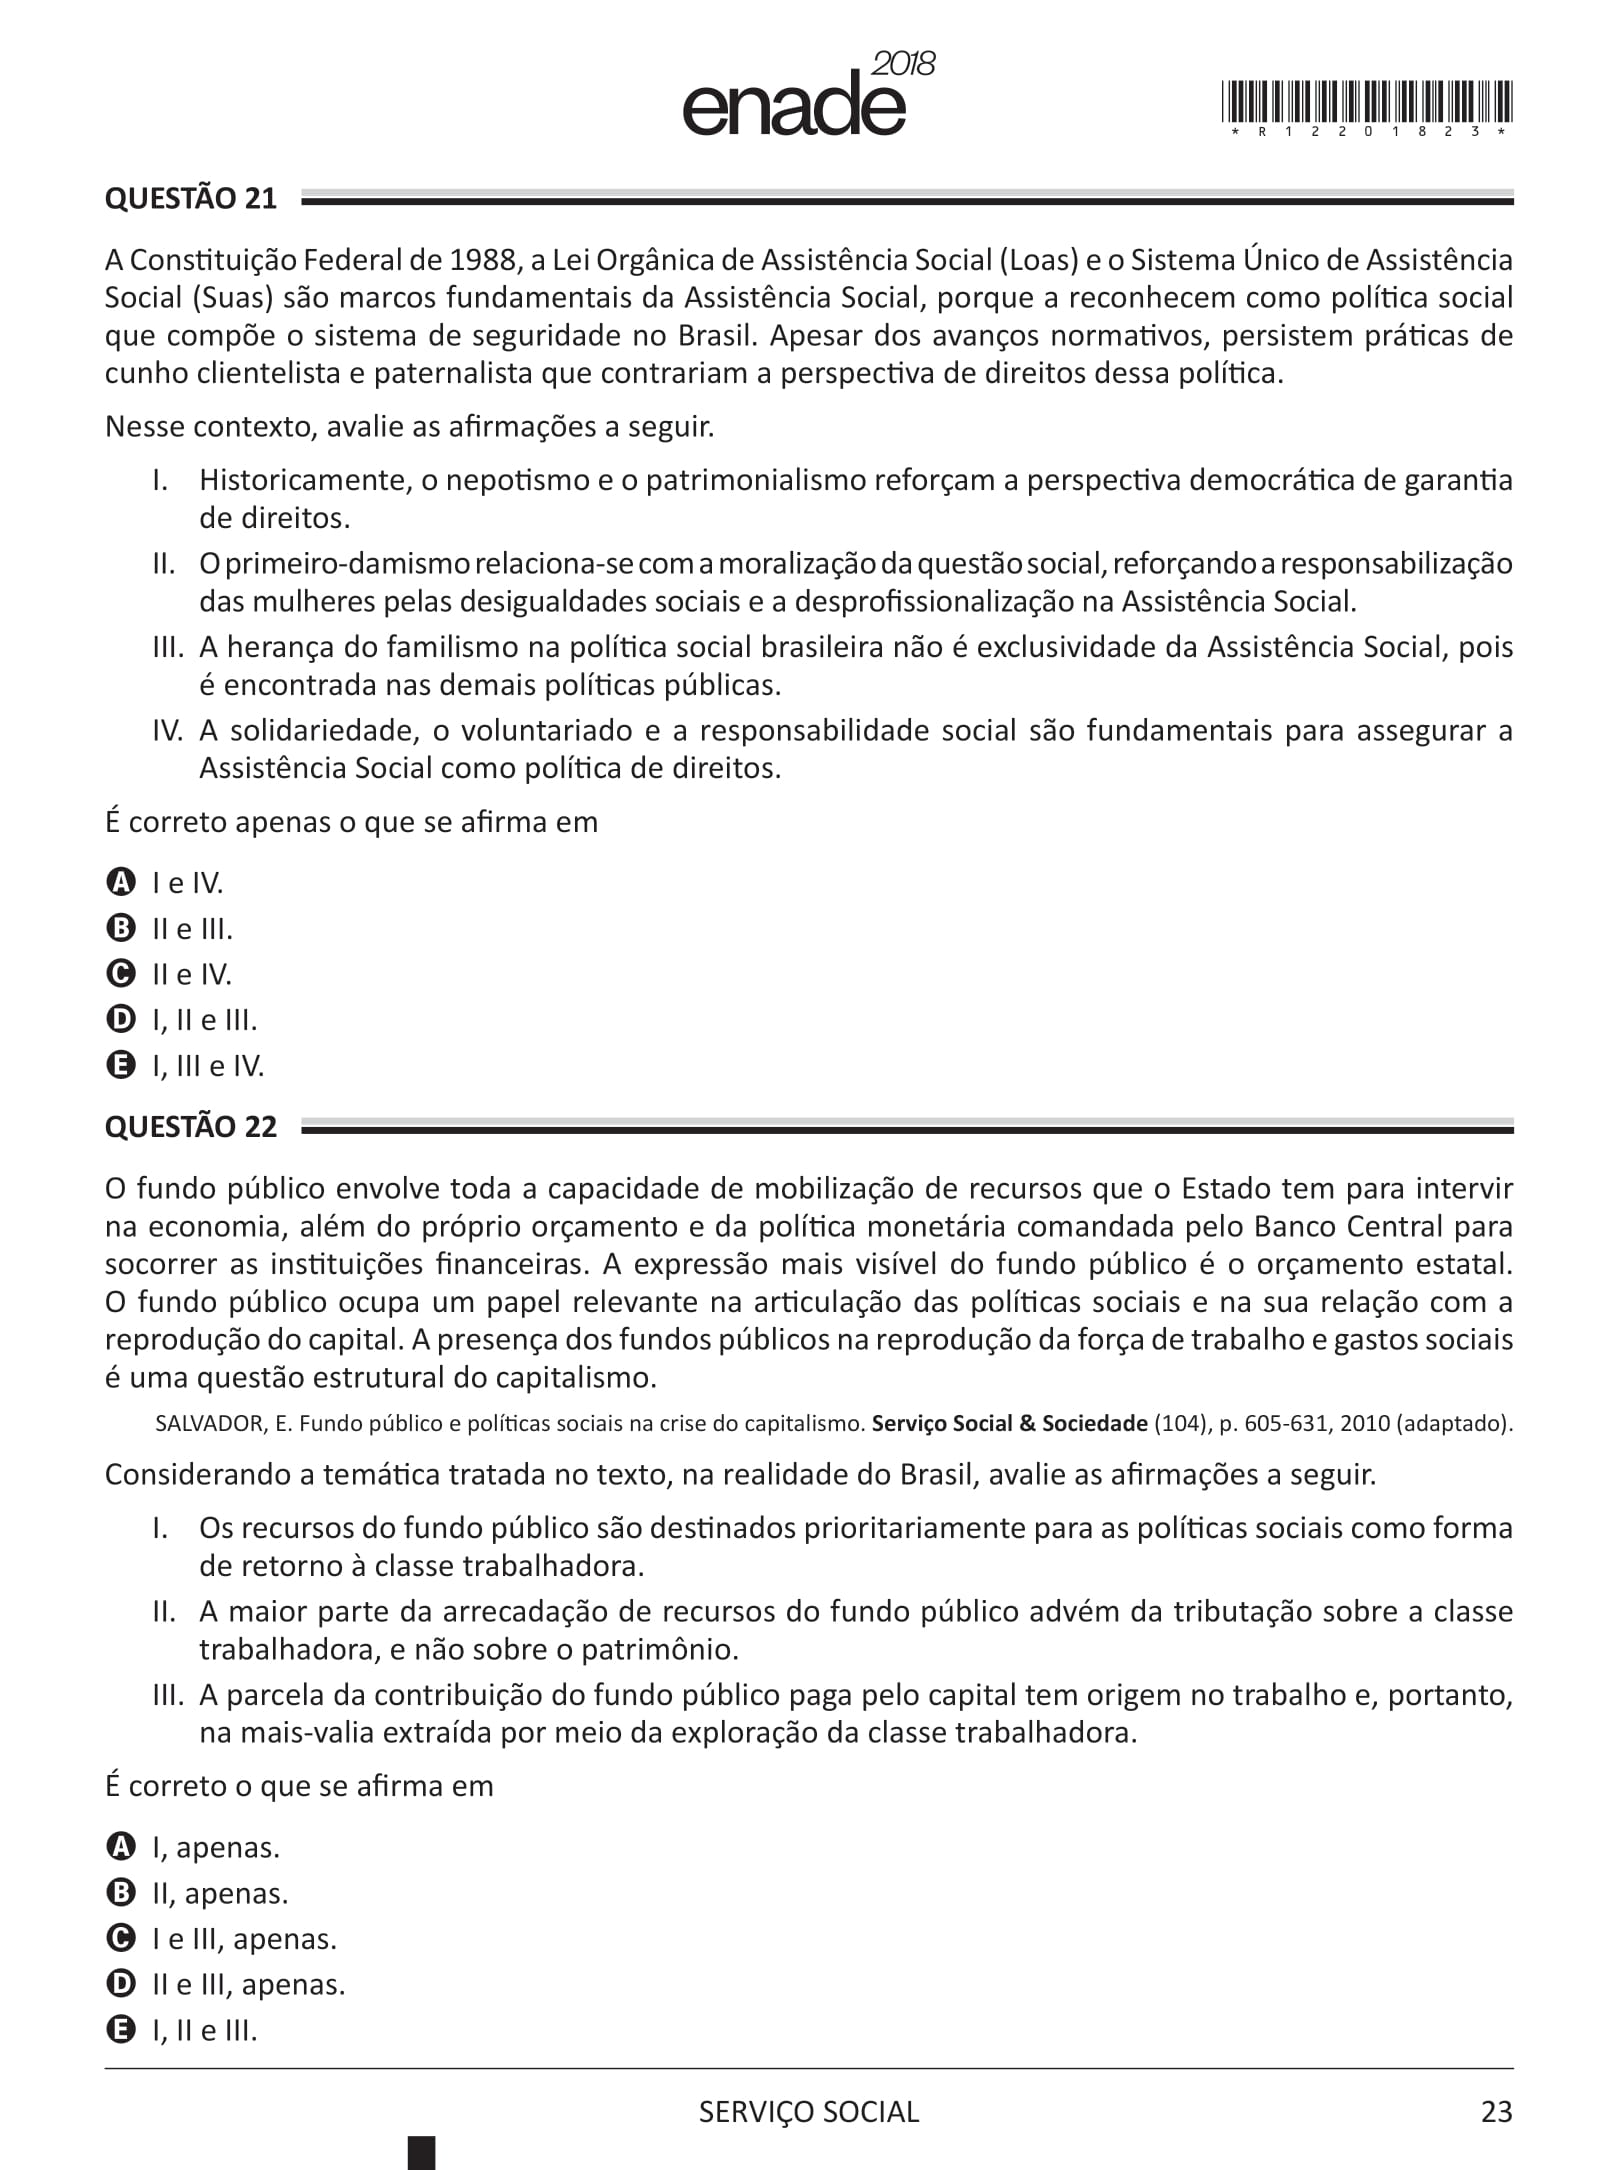 enade 2018
*R12201823*
QUESTÃO 21
A Constituição Federal de 1988, a Lei Orgânica de Assistência Social (Loas) e o Sistema Único de Assistência
Social (Suas) são marcos fundamentais da Assistência Social, porque a reconhecem como política social
que compõe o sistema de seguridade no Brasil. Apesar dos avanços normativos, persistem práticas de
cunho clientelista e paternalista que contrariam a perspectiva de direitos dessa política.
Nesse contexto, avalie as afirmações a seguir.
I. Historicamente, o nepotismo e o patrimonialismo reforçam a perspectiva democrática de garantia
de direitos.
II. O primeiro-damismo relaciona-se com a moralização da questão social, reforçando a responsabilização
das mulheres pelas desigualdades sociais e a desprofissionalização na Assistência Social.
III. A herança do familismo na política social brasileira não é exclusividade da Assistência Social, pois
é encontrada nas demais políticas públicas.
IV. A solidariedade, o voluntariado e a responsabilidade social são fundamentais para assegurar a
Assistência Social como política de direitos.
É correto apenas o que se afirma em
A I e IV.
B II e III.
C II e IV.
D I, II e III.
E I, III e IV.
QUESTÃO 22
O fundo público envolve toda a capacidade de mobilização de recursos que o Estado tem para intervir
na economia, além do próprio orçamento e da política monetária comandada pelo Banco Central para
socorrer as instituições financeiras. A expressão mais visível do fundo público é o orçamento estatal.
O fundo público ocupa um papel relevante na articulação das políticas sociais e na sua relação com a
reprodução do capital. A presença dos fundos públicos na reprodução da força de trabalho e gastos sociais
é uma questão estrutural do capitalismo.
SALVADOR, E. Fundo público e políticas sociais na crise do capitalismo. Serviço Social & Sociedade (104), p. 605-631, 2010 (adaptado).
Considerando a temática tratada no texto, na realidade do Brasil, avalie as afirmações a seguir.
I. Os recursos do fundo público são destinados prioritariamente para as políticas sociais como forma
de retorno à classe trabalhadora.
II. A maior parte da arrecadação de recursos do fundo público advém da tributação sobre a classe
trabalhadora, e não sobre o patrimônio.
III. A parcela da contribuição do fundo público paga pelo capital tem origem no trabalho e, portanto,
na mais-valia extraída por meio da exploração da classe trabalhadora.
É correto o que se afirma em
A I, apenas.
B II, apenas.
C I e III, apenas.
D II e III, apenas.
E I, II e III.
SERVIÇO SOCIAL
23